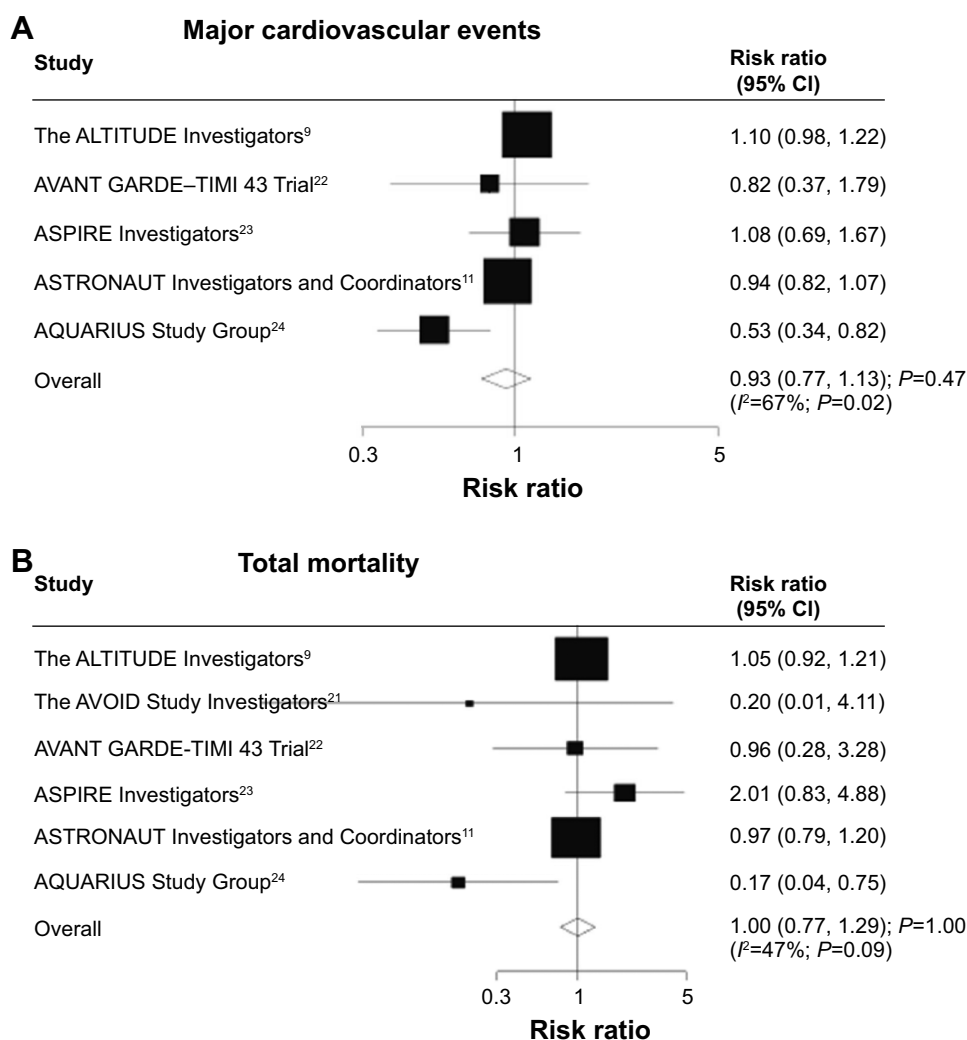 A Major cardiovascular events
Study Risk ratio
(95% CI)
The ALTITUDE Investigators⁹ 1.10 (0.98, 1.22)
AVANT GARDE–TIMI 43 Trial²² 0.82 (0.37, 1.79)
ASPIRE Investigators²³ 1.08 (0.69, 1.67)
ASTRONAUT Investigators and Coordinators¹¹ 0.94 (0.82, 1.07)
AQUARIUS Study Group²⁴ 0.53 (0.34, 0.82)
Overall 0.93 (0.77, 1.13); P=0.47
(I²=67%; P=0.02)
0.3 1 5
Risk ratio
B Total mortality
Study Risk ratio
(95% CI)
The ALTITUDE Investigators⁹ 1.05 (0.92, 1.21)
The AVOID Study Investigators²¹ 0.20 (0.01, 4.11)
AVANT GARDE-TIMI 43 Trial²² 0.96 (0.28, 3.28)
ASPIRE Investigators²³ 2.01 (0.83, 4.88)
ASTRONAUT Investigators and Coordinators¹¹ 0.97 (0.79, 1.20)
AQUARIUS Study Group²⁴ 0.17 (0.04, 0.75)
Overall 1.00 (0.77, 1.29); P=1.00
(I²=47%; P=0.09)
0.3 1 5
Risk ratio